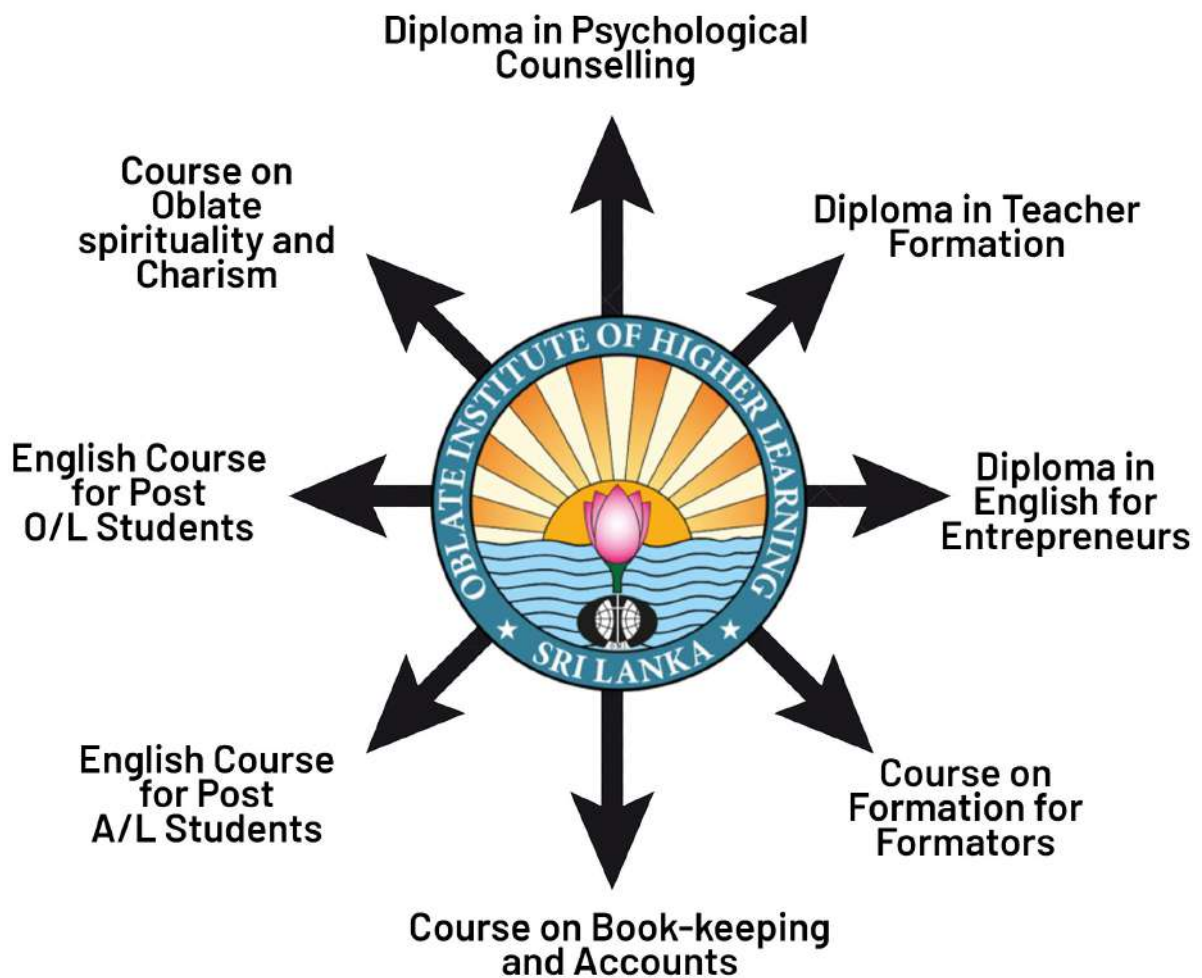 Diploma in Psychological
Counselling
Course on
Oblate
spirituality and
Charism
Diploma in Teacher
Formation
OBLATE INSTITUTE OF HIGHER LEARNING
English Course
for Post
O/L Students
Diploma in
English for
Entrepreneurs
SRI LANKA
English Course
for Post
A/L Students
Course on
Formation for
Formators
Course on Book-keeping
and Accounts